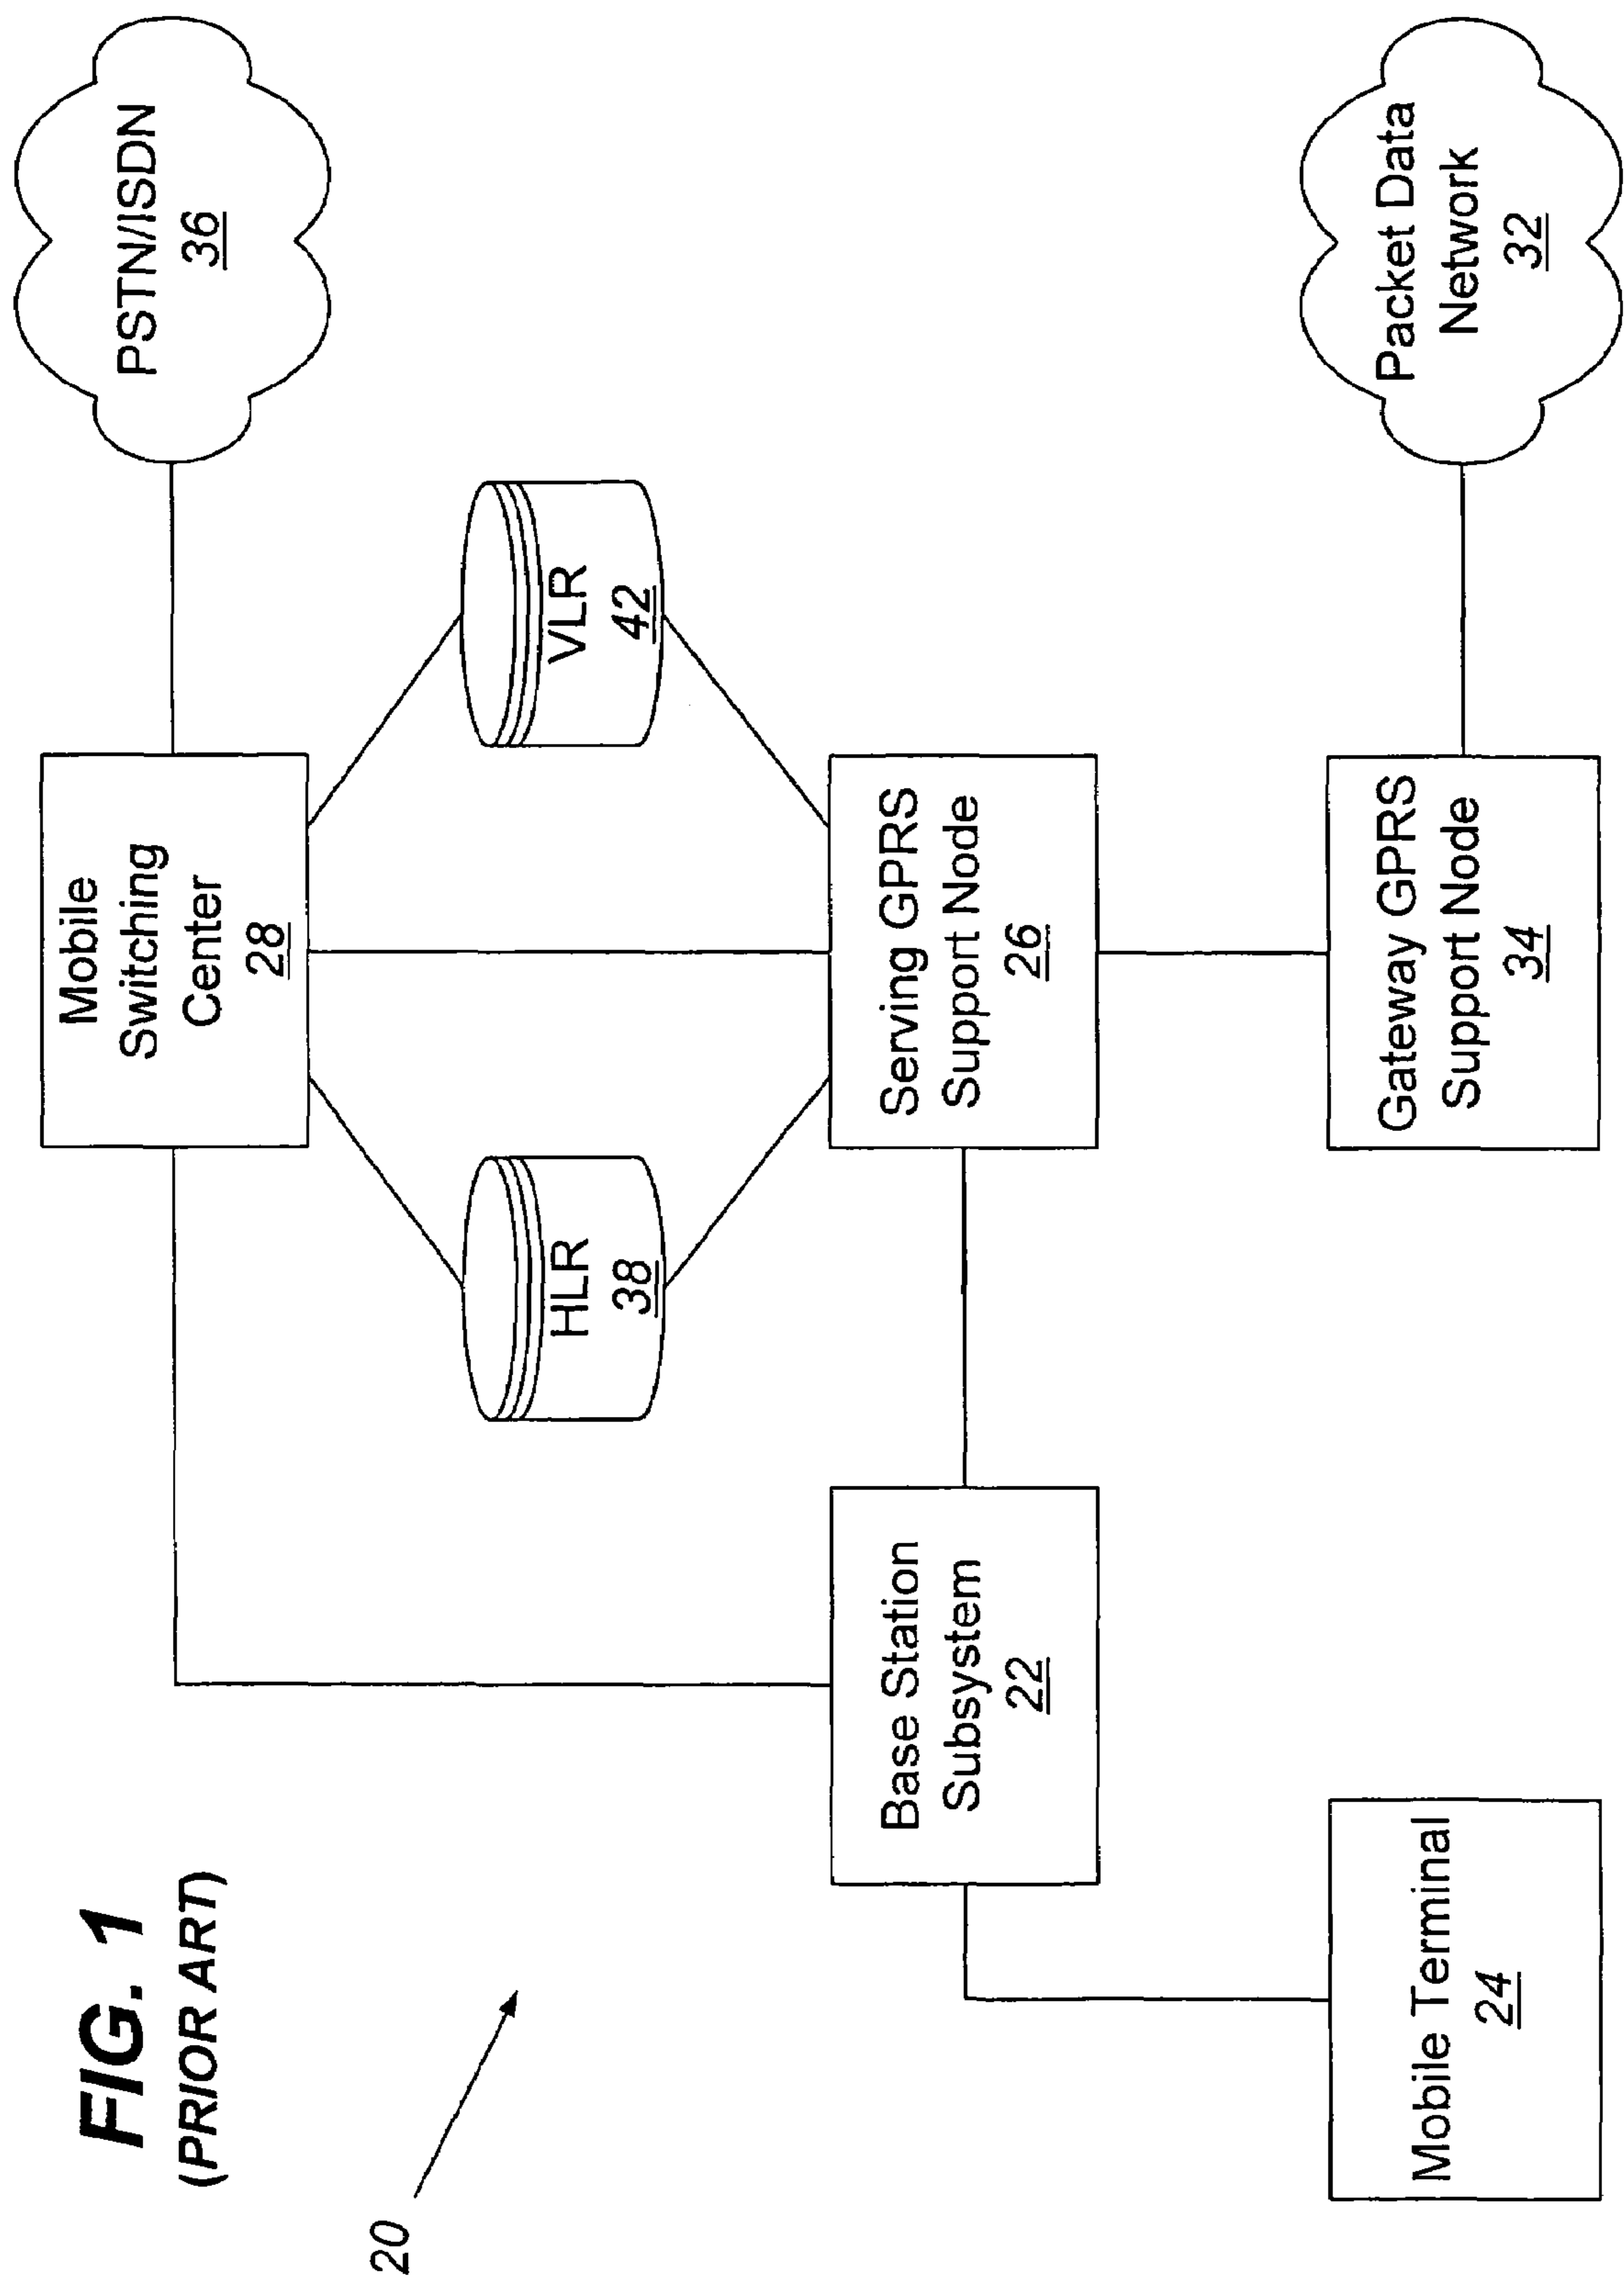 FIG. 1
(PRIOR ART)
20
Mobile
Switching
Center
28
PSTN/ISDN
36
HLR
38
VLR
42
Base Station
Subsystem
22
Serving GPRS
Support Node
26
Mobile Terminal
24
Gateway GPRS
Support Node
34
Packet Data
Network
32